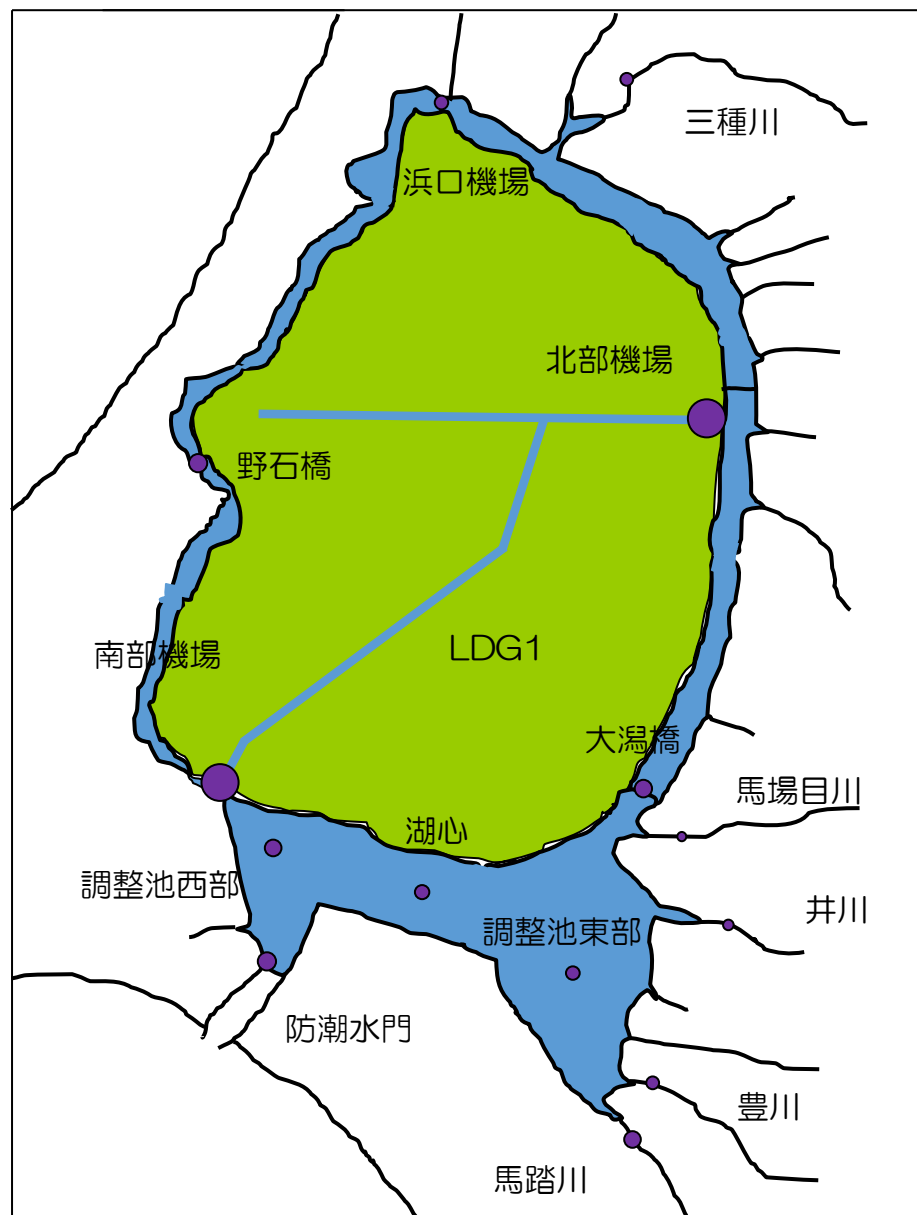 三種川
浜口機場
北部機場
野石橋
南部機場
LDG1
大潟橋
馬場目川
湖心
調整池西部
井川
調整池東部
防潮水門
豊川
馬踏川